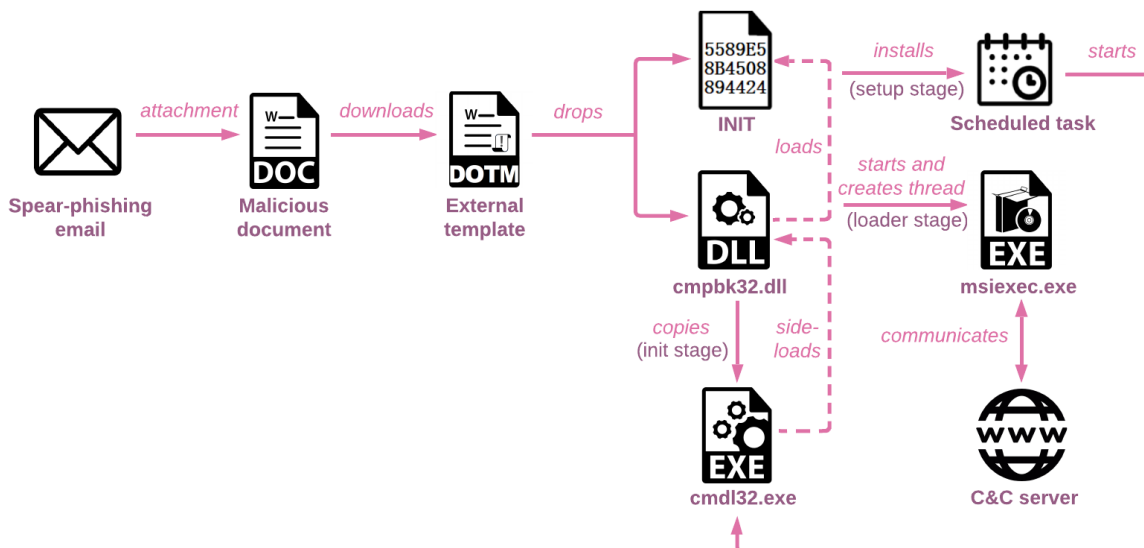 attachment
Spear-phishing
email
W
DOC
Malicious
document
downloads
W
DOTM
External
template
drops
5589E5
8B4508
894424
INIT
installs
(setup stage)
Scheduled task
starts
loads
DLL
cmpbk32.dll
starts and
creates thread
(loader stage)
EXE
msiexec.exe
copies
(init stage)
side-
loads
communicates
EXE
cmdl32.exe
WWW
C&C server